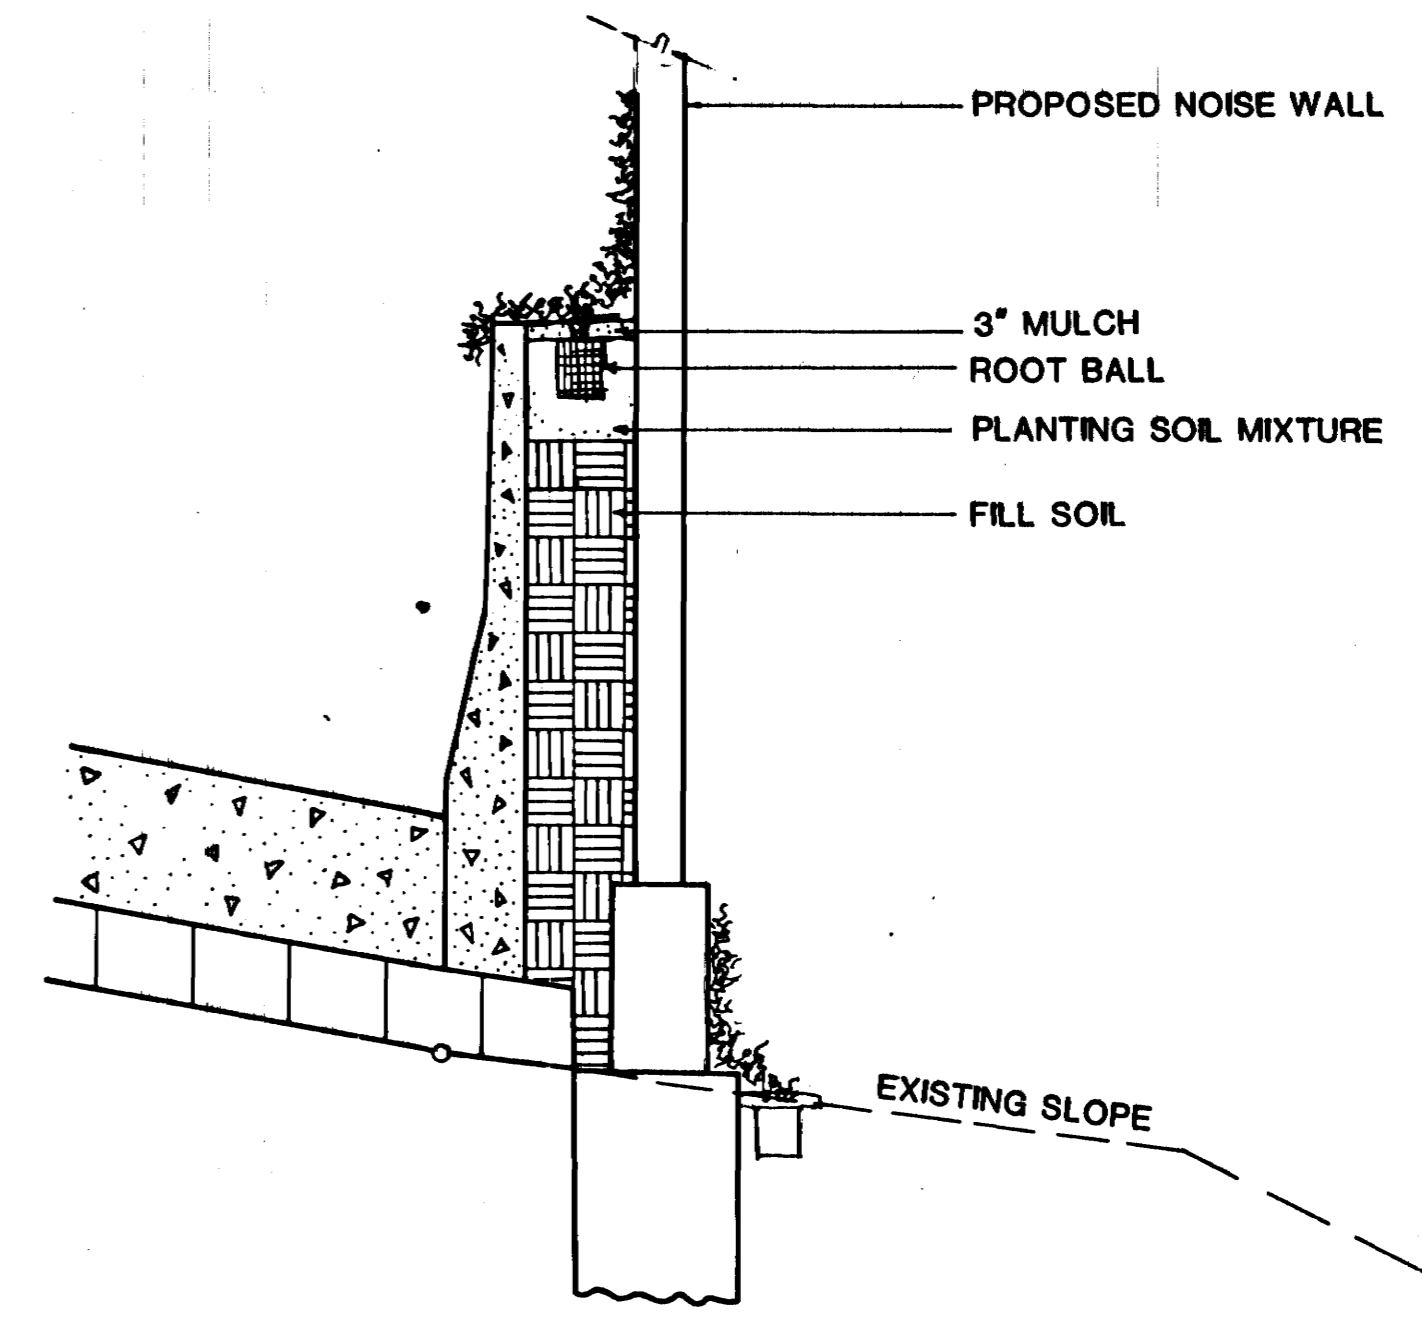 PROPOSED NOISE WALL
3" MULCH
ROOT BALL
PLANTING SOIL MIXTURE
FILL SOIL
EXISTING SLOPE